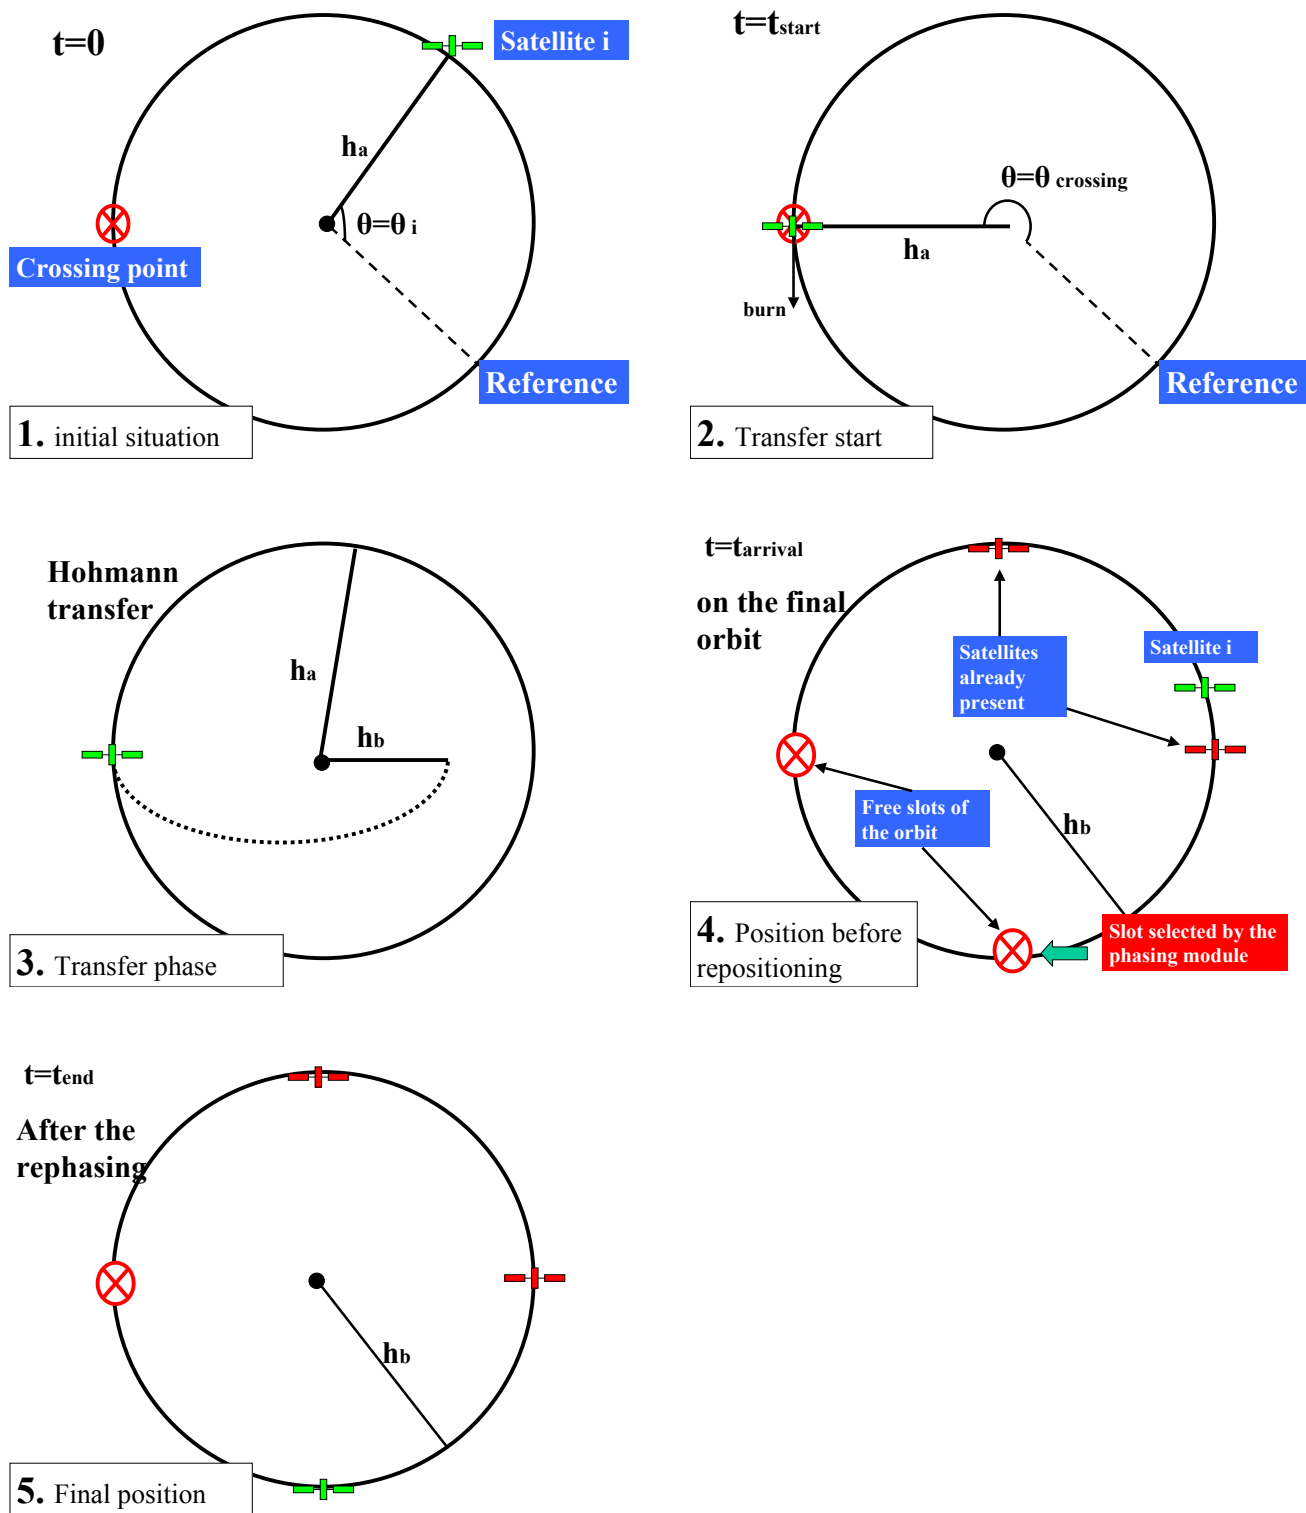 t=0
Satellite i
ha
θ=θ i
Crossing point
Reference
1. initial situation
t=tstart
θ=θ crossing
ha
burn
Reference
2. Transfer start
Hohmann
transfer
ha
hb
3. Transfer phase
t=tarrival
on the final
orbit
Satellite i
Satellites
already
present
Free slots of
the orbit
hb
Slot selected by the
phasing module
4. Position before
repositioning
t=tend
After the
rephasing
hb
5. Final position